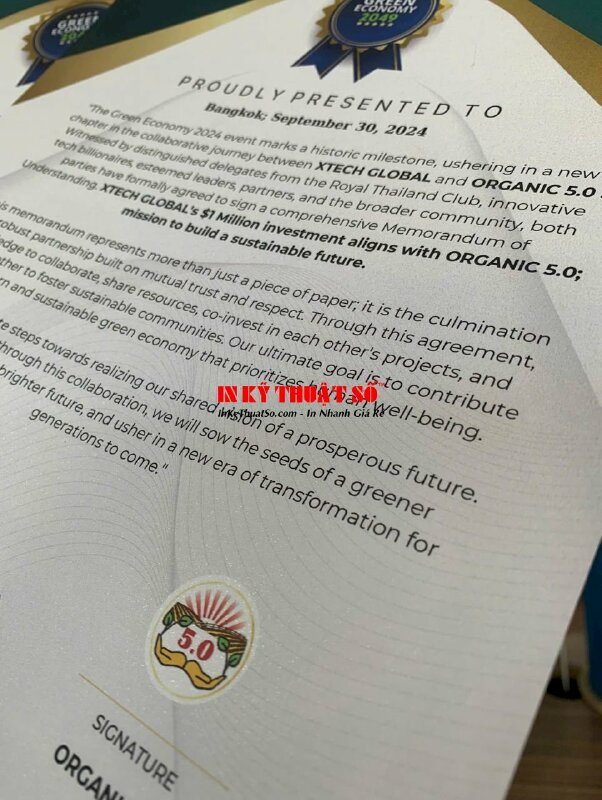 GREEN
GREEN
ECONOMY
2049
PROUDLY PRESENTED TO
Bangkok; September 30, 2024
"The Green Economy 2024 event marks a historic milestone, ushering in a new
chapter in the collaborative journey between XTECH GLOBAL and ORGANIC 5.0
Witnessed by distinguished delegates from the Royal Thailand Club, innovative
tech billionaires, esteemed leaders, partners, and the broader community, both
parties have formally agreed to sign a comprehensive Memorandum of
Understanding. XTECH GLOBAL's $1 Million investment aligns with ORGANIC 5.0;
mission to build a sustainable future.
memorandum represents more than just a piece of paper; it is the culmination
robust partnership built on mutual trust and respect. Through this agreement,
to collaborate, share resources, co-invest in each other's projects, and
to foster sustainable communities. Our ultimate goal is to contribute
and sustainable green economy that prioritizes human well-being.
IN KỸ THUẬT SỐ
InKyThuatSo.com - In Nhanh Giá Rẻ
steps towards realizing our shared vision of a prosperous future.
through this collaboration, we will sow the seeds of a greener
brighter future, and usher in a new era of transformation for
generations to come."
5.0
SIGNATURE